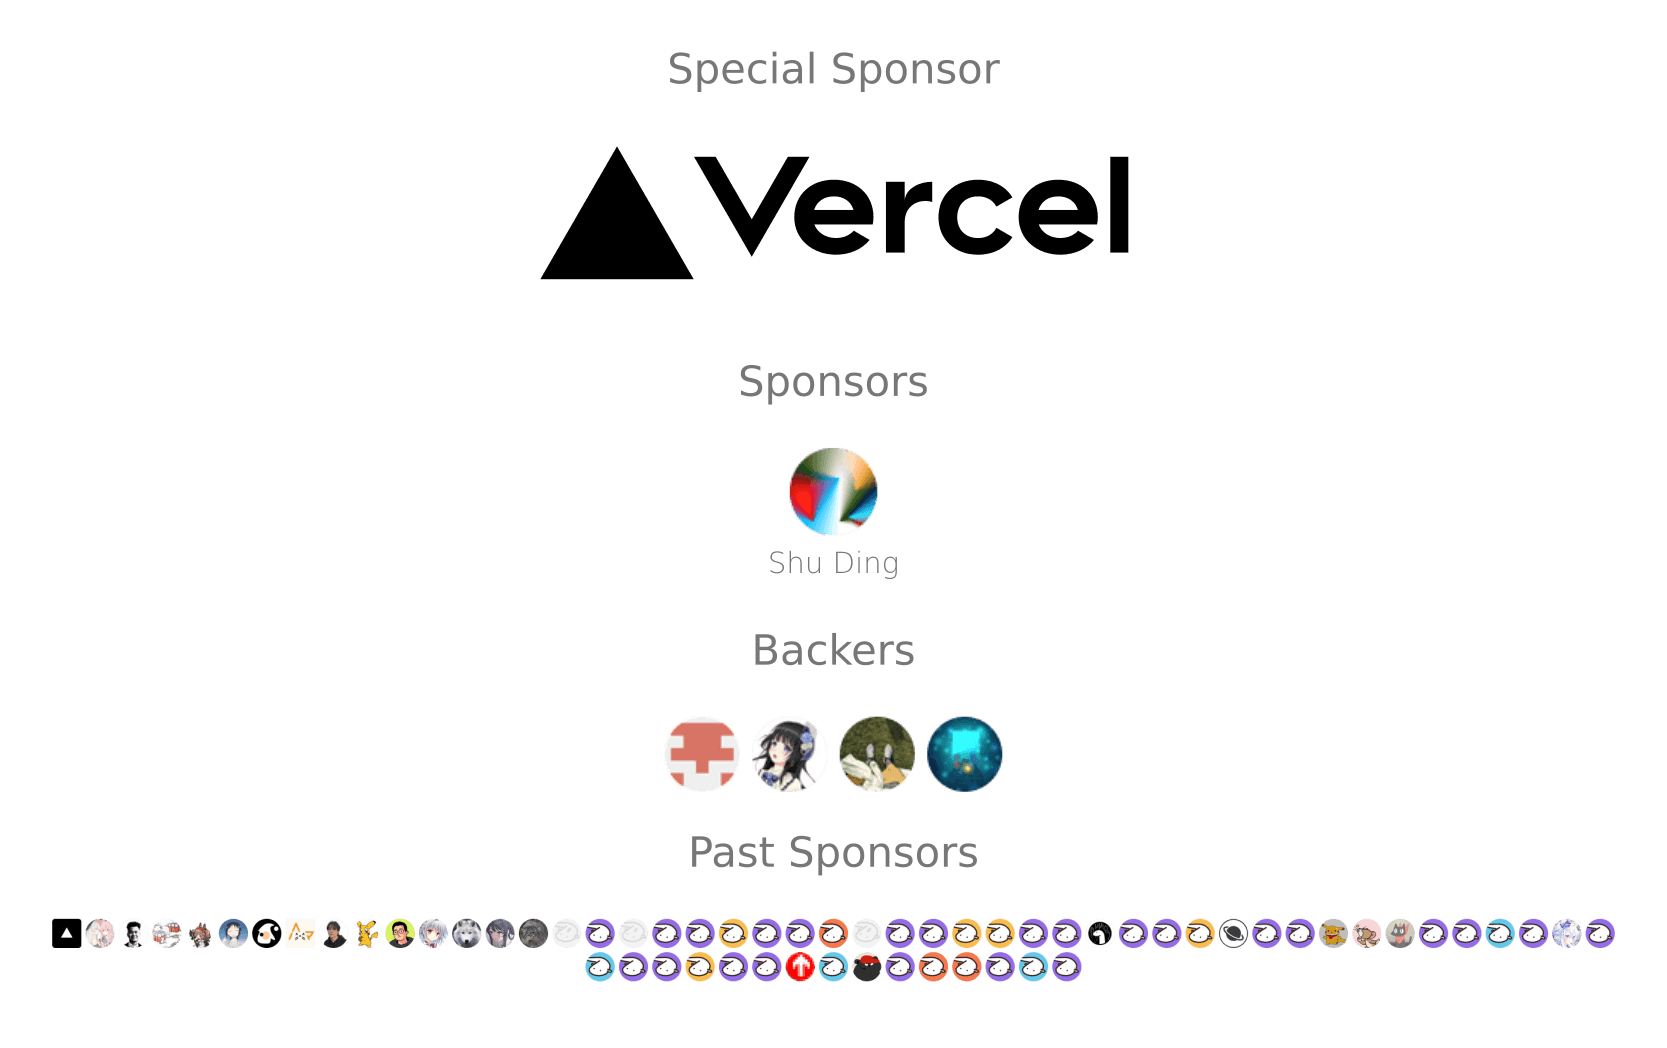 Special Sponsor
Vercel
Sponsors
Shu Ding
Backers
Past Sponsors